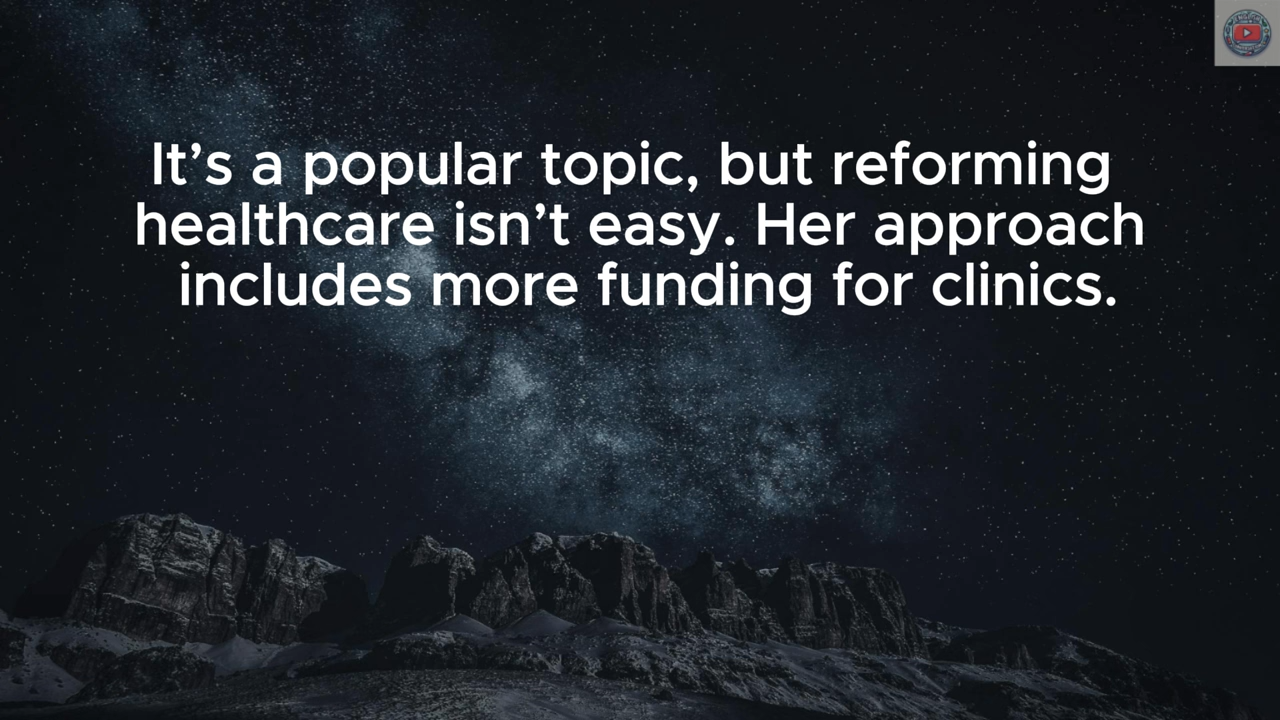 It’s a popular topic, but reforming
healthcare isn’t easy. Her approach
includes more funding for clinics.